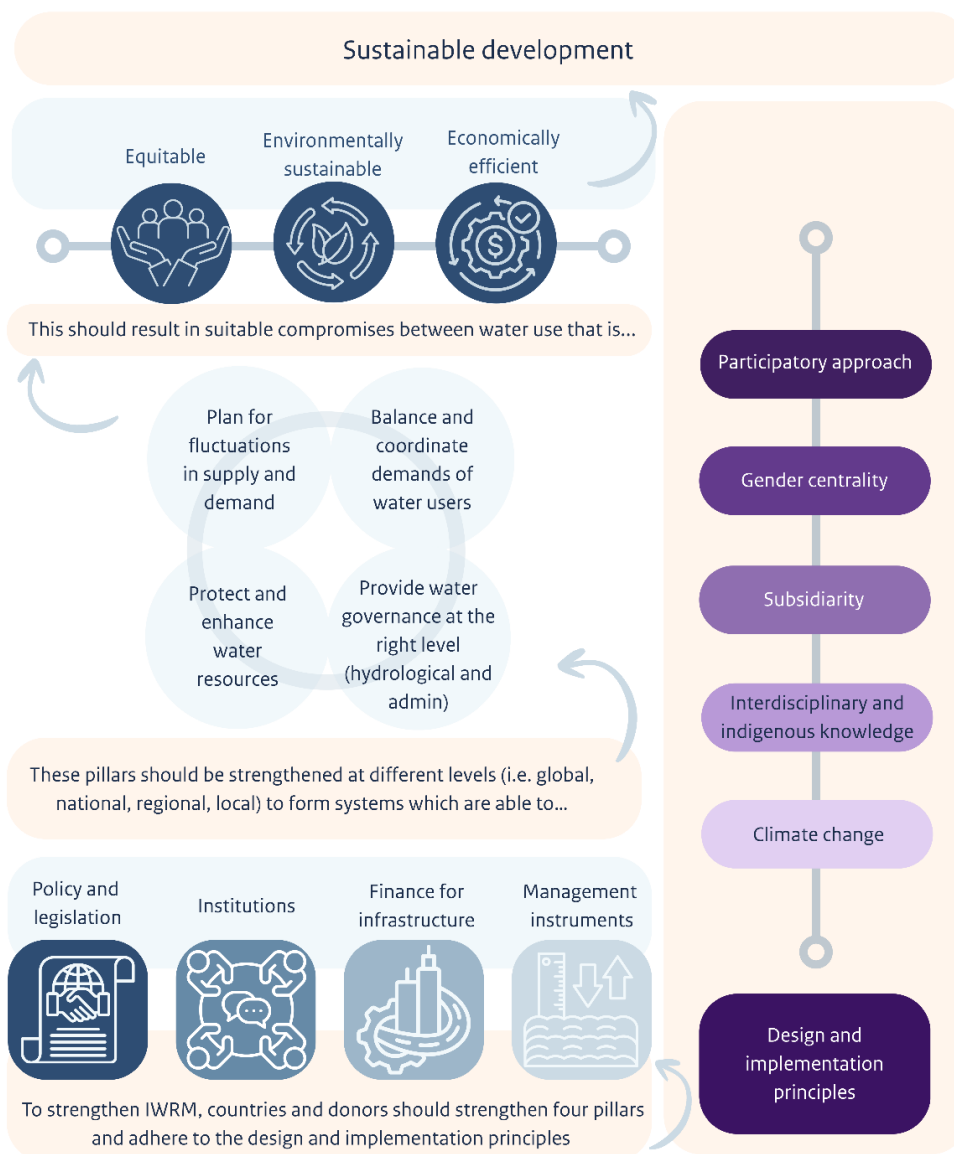 Sustainable development
Equitable
Environmentally
sustainable
Economically
efficient
$
This should result in suitable compromises between water use that is...
Plan for
fluctuations
in supply and
demand
Balance and
coordinate
demands of
water users
Protect and
enhance
water
resources
Provide water
governance at the
right level
(hydrological and
admin)
These pillars should be strengthened at different levels (i.e. global,
national, regional, local) to form systems which are able to...
Policy and
legislation
Institutions
Finance for
infrastructure
Management
instruments
To strengthen IWRM, countries and donors should strengthen four pillars
and adhere to the design and implementation principles
Participatory approach
Gender centrality
Subsidiarity
Interdisciplinary and
indigenous knowledge
Climate change
Design and
implementation
principles